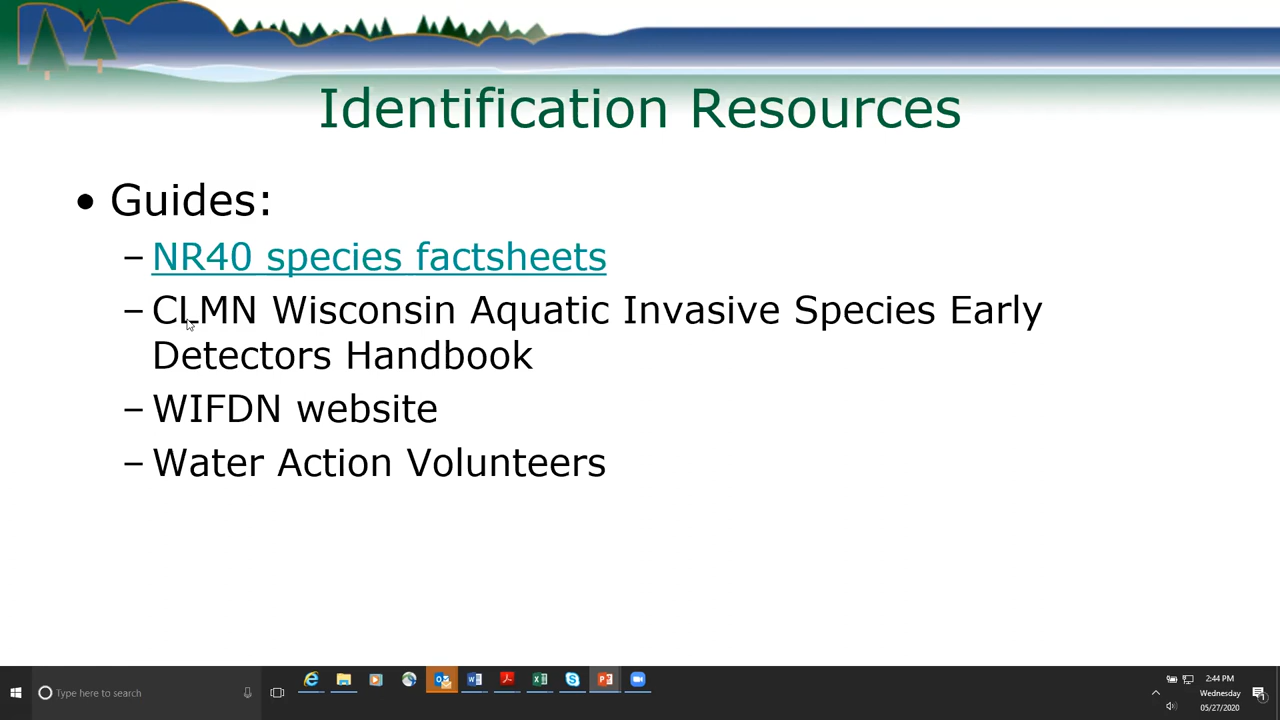 Identification Resources
• Guides:
– NR40 species factsheets
– CLMN Wisconsin Aquatic Invasive Species Early
Detectors Handbook
– WIFDN website
– Water Action Volunteers
Type here to search
2:44 PM
Wednesday
05/27/2020